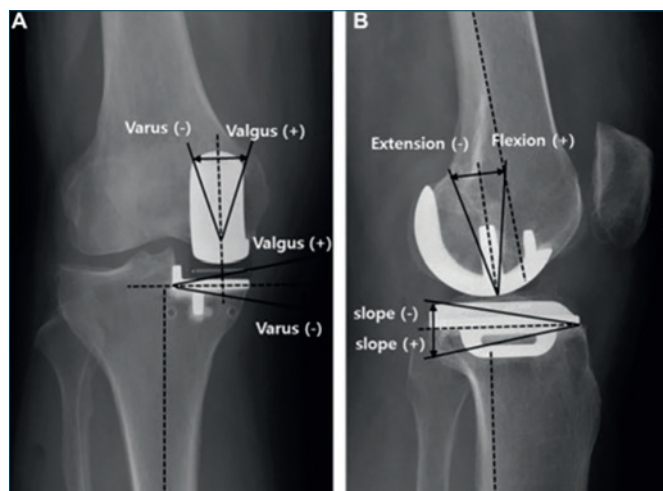 A
Varus (-)
Valgus (+)
Valgus (+)
Varus (-)
B
Extension (-)
Flexion (+)
slope (-)
slope (+)